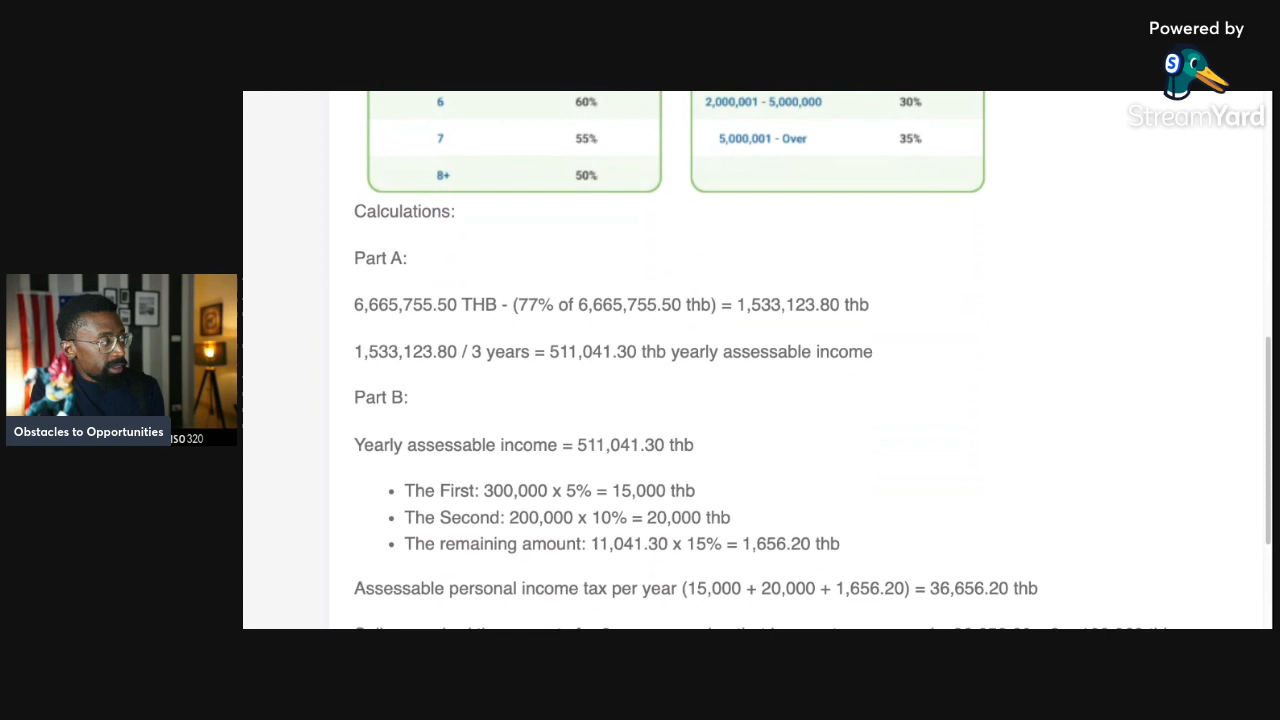 Powered by
S
StreamYard
6 60% 2,000,001 - 5,000,000 30%
7 55% 5,000,001 - Over 35%
8+ 50%
Calculations:
Part A:
6,665,755.50 THB - (77% of 6,665,755.50 thb) = 1,533,123.80 thb
1,533,123.80 / 3 years = 511,041.30 thb yearly assessable income
Part B:
Yearly assessable income = 511,041.30 thb
• The First: 300,000 x 5% = 15,000 thb
• The Second: 200,000 x 10% = 20,000 thb
• The remaining amount: 11,041.30 x 15% = 1,656.20 thb
Assessable personal income tax per year (15,000 + 20,000 + 1,656.20) = 36,656.20 thb
Obstacles to Opportunities
ISO 320